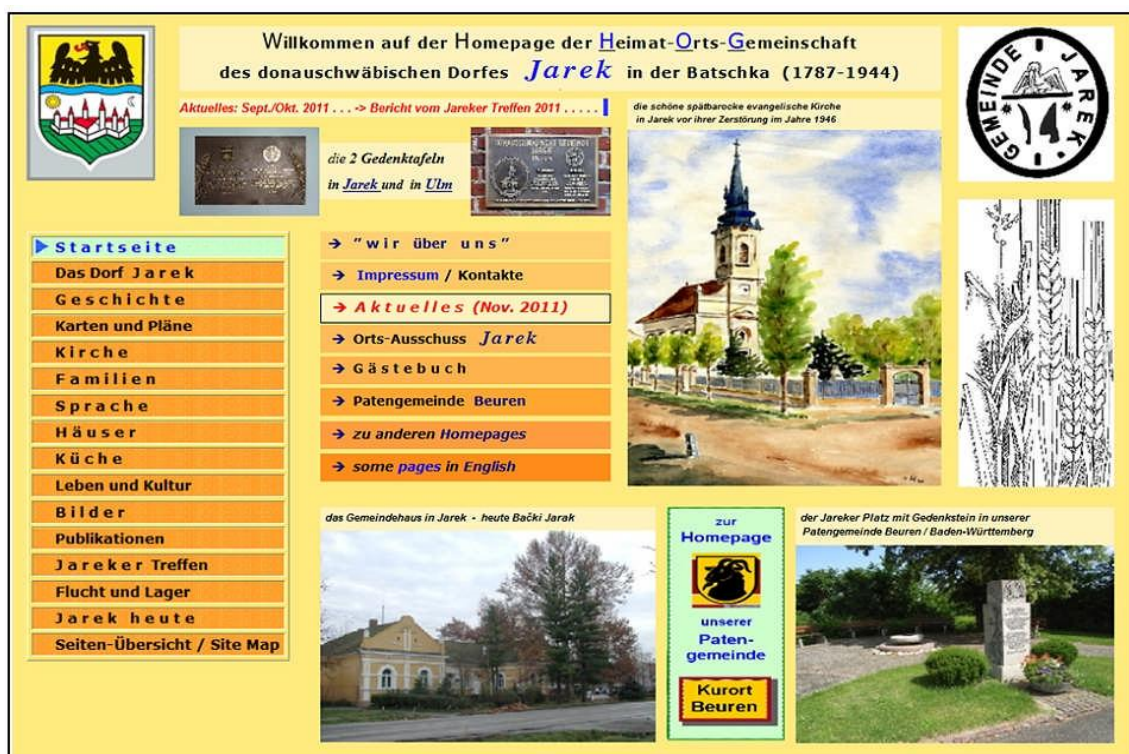 Willkommen auf der Homepage der Heimat-Orts-Gemeinschaft
des donauschwäbischen Dorfes Jarek in der Batschka (1787-1944)
Aktuelles: Sept./Okt. 2011 . . . -> Bericht vom Jareker Treffen 2011 . . . . .
die 2 Gedenktafeln
in Jarek und in Ulm
die schöne spätbarocke evangelische Kirche
in Jarek vor ihrer Zerstörung im Jahre 1946
GEMEINDE JAREK
14
Startseite
Das Dorf Jarek
Geschichte
Karten und Pläne
Kirche
Familien
Sprache
Häuser
Küche
Leben und Kultur
Bilder
Publikationen
Jareker Treffen
Flucht und Lager
Jarek heute
Seiten-Übersicht / Site Map
→ "wir über uns"
→ Impressum / Kontakte
→ Aktuelles (Nov. 2011)
→ Orts-Ausschuss Jarek
→ Gästebuch
→ Patengemeinde Beuren
→ zu anderen Homepages
→ some pages in English
das Gemeindehaus in Jarek - heute Bački Jarak
zur
Homepage
unserer
Paten-
gemeinde
Kurort
Beuren
der Jareker Platz mit Gedenkstein in unserer
Patengemeinde Beuren / Baden-Württemberg